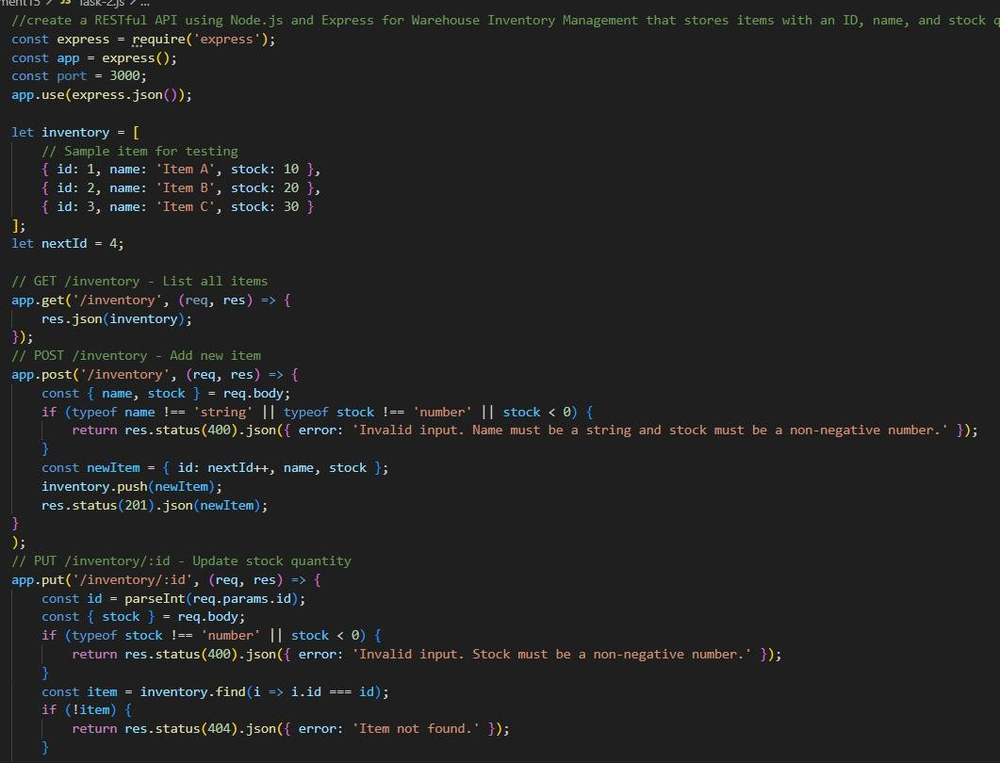 ment15 > JS Task-2.js > ...
//create a RESTful API using Node.js and Express for Warehouse Inventory Management that stores items with an ID, name, and stock q
const express = require('express');
const app = express();
const port = 3000;
app.use(express.json());
let inventory = [
    // Sample item for testing
    { id: 1, name: 'Item A', stock: 10 },
    { id: 2, name: 'Item B', stock: 20 },
    { id: 3, name: 'Item C', stock: 30 }
];
let nextId = 4;
// GET /inventory - List all items
app.get('/inventory', (req, res) => {
    res.json(inventory);
});
// POST /inventory - Add new item
app.post('/inventory', (req, res) => {
    const { name, stock } = req.body;
    if (typeof name !== 'string' || typeof stock !== 'number' || stock < 0) {
        return res.status(400).json({ error: 'Invalid input. Name must be a string and stock must be a non-negative number.' });
    }
    const newItem = { id: nextId++, name, stock };
    inventory.push(newItem);
    res.status(201).json(newItem);
}
);
// PUT /inventory/:id - Update stock quantity
app.put('/inventory/:id', (req, res) => {
    const id = parseInt(req.params.id);
    const { stock } = req.body;
    if (typeof stock !== 'number' || stock < 0) {
        return res.status(400).json({ error: 'Invalid input. Stock must be a non-negative number.' });
    }
    const item = inventory.find(i => i.id === id);
    if (!item) {
        return res.status(404).json({ error: 'Item not found.' });
    }